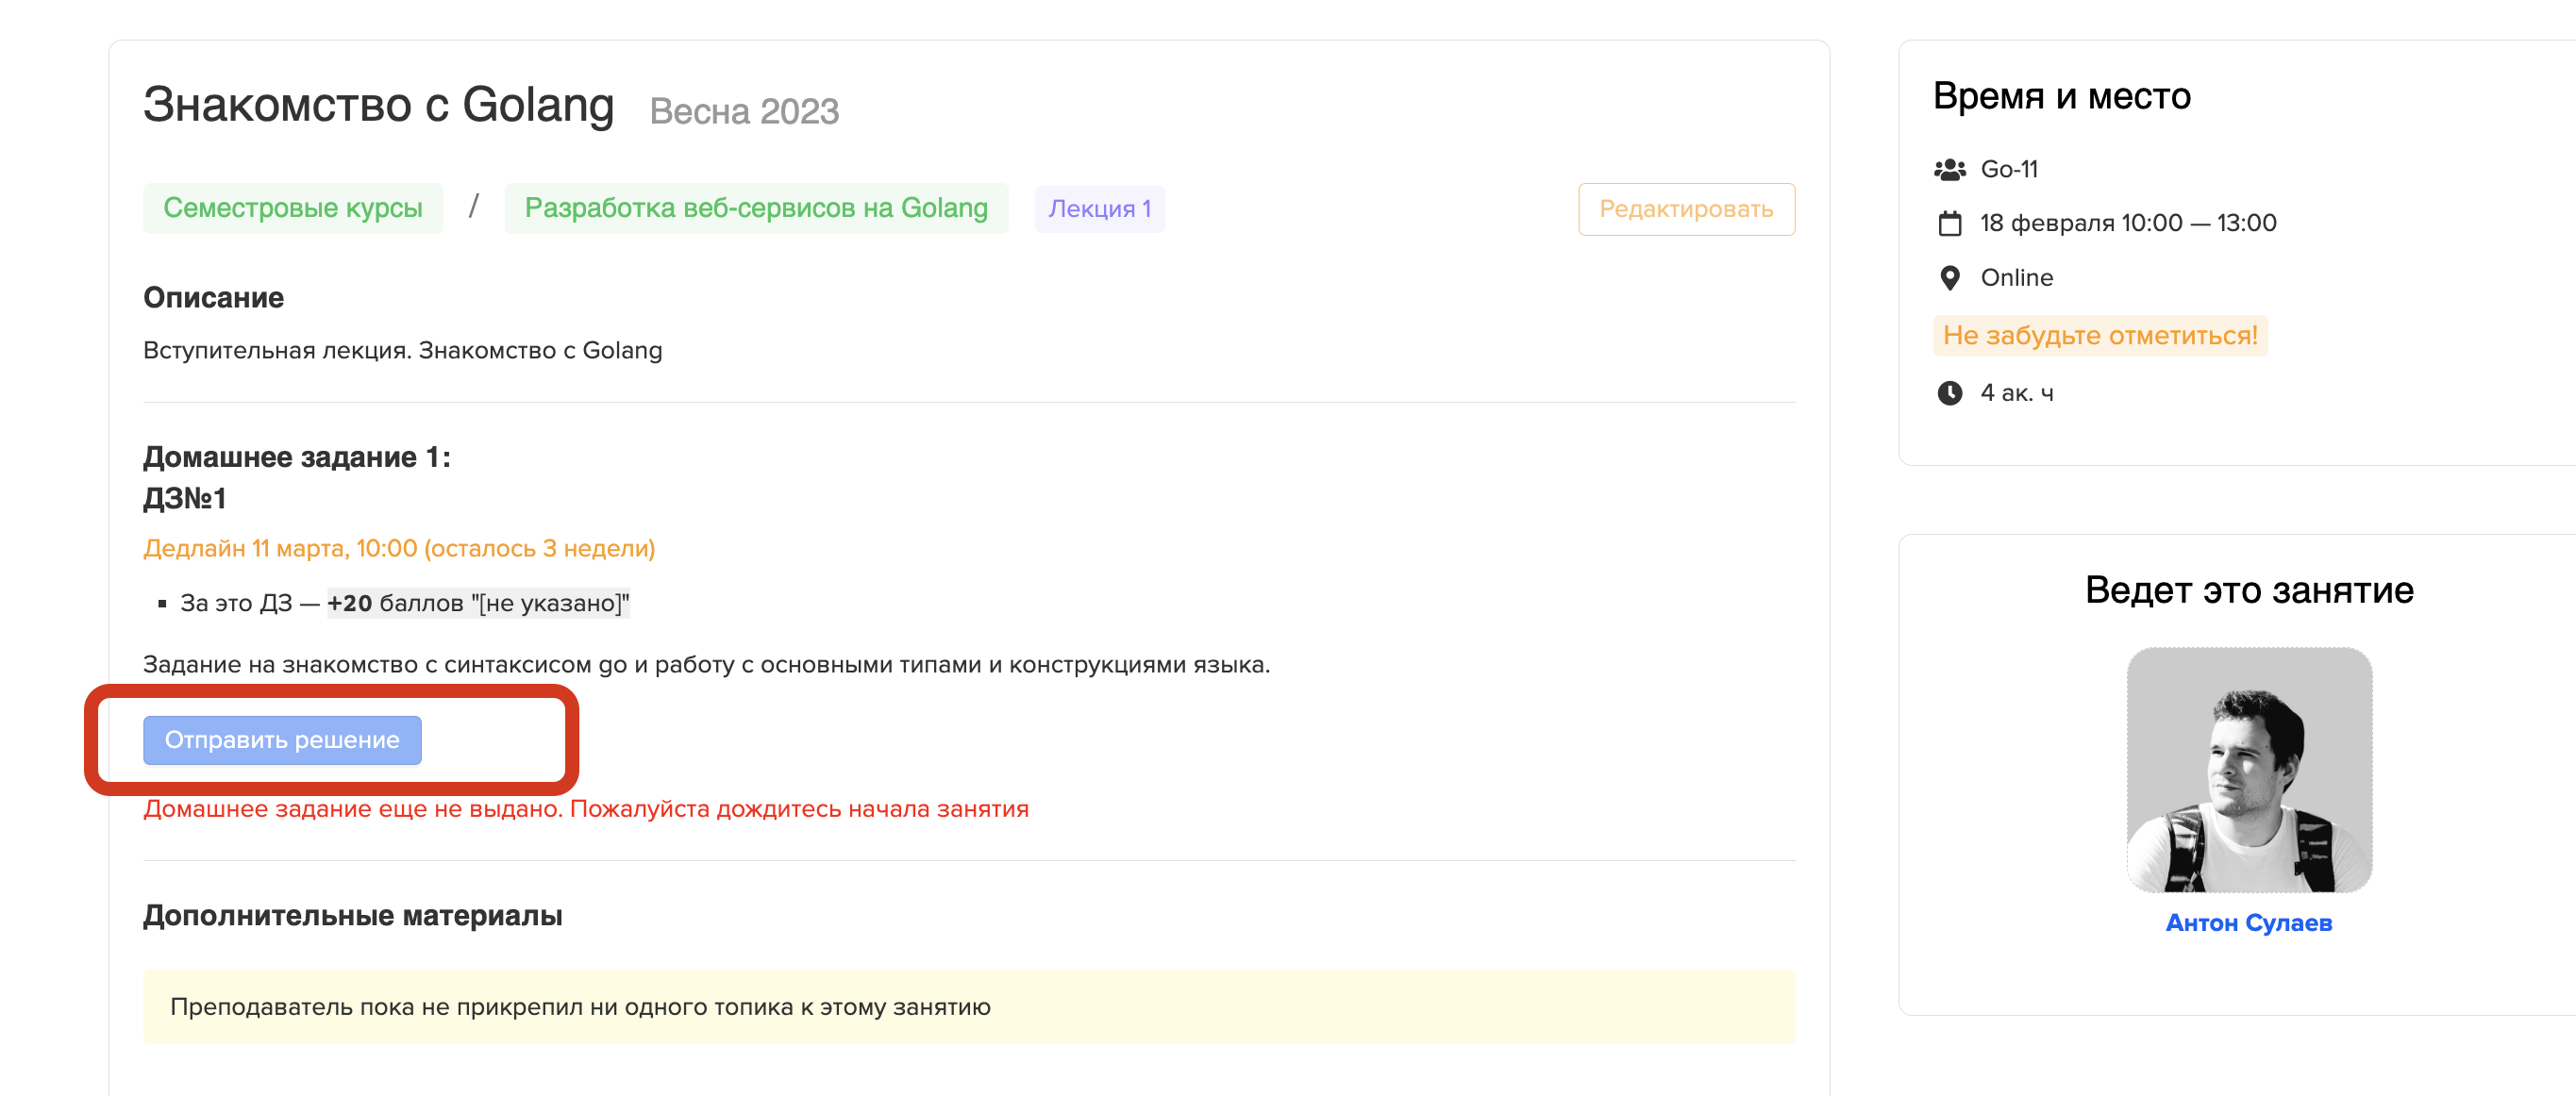 Знакомство с Golang Весна 2023
Семестровые курсы / Разработка веб-сервисов на Golang Лекция 1 Редактировать
Описание
Вступительная лекция. Знакомство с Golang
Домашнее задание 1:
ДЗ№1
Дедлайн 11 марта, 10:00 (осталось 3 недели)
▪ За это ДЗ — +20 баллов "[не указано]"
Задание на знакомство с синтаксисом go и работу с основными типами и конструкциями языка.
Отправить решение
Домашнее задание еще не выдано. Пожалуйста дождитесь начала занятия
Дополнительные материалы
Преподаватель пока не прикрепил ни одного топика к этому занятию
Время и место
Go-11
18 февраля 10:00 — 13:00
Online
Не забудьте отметиться!
4 ак. ч
Ведет это занятие
Антон Сулаев